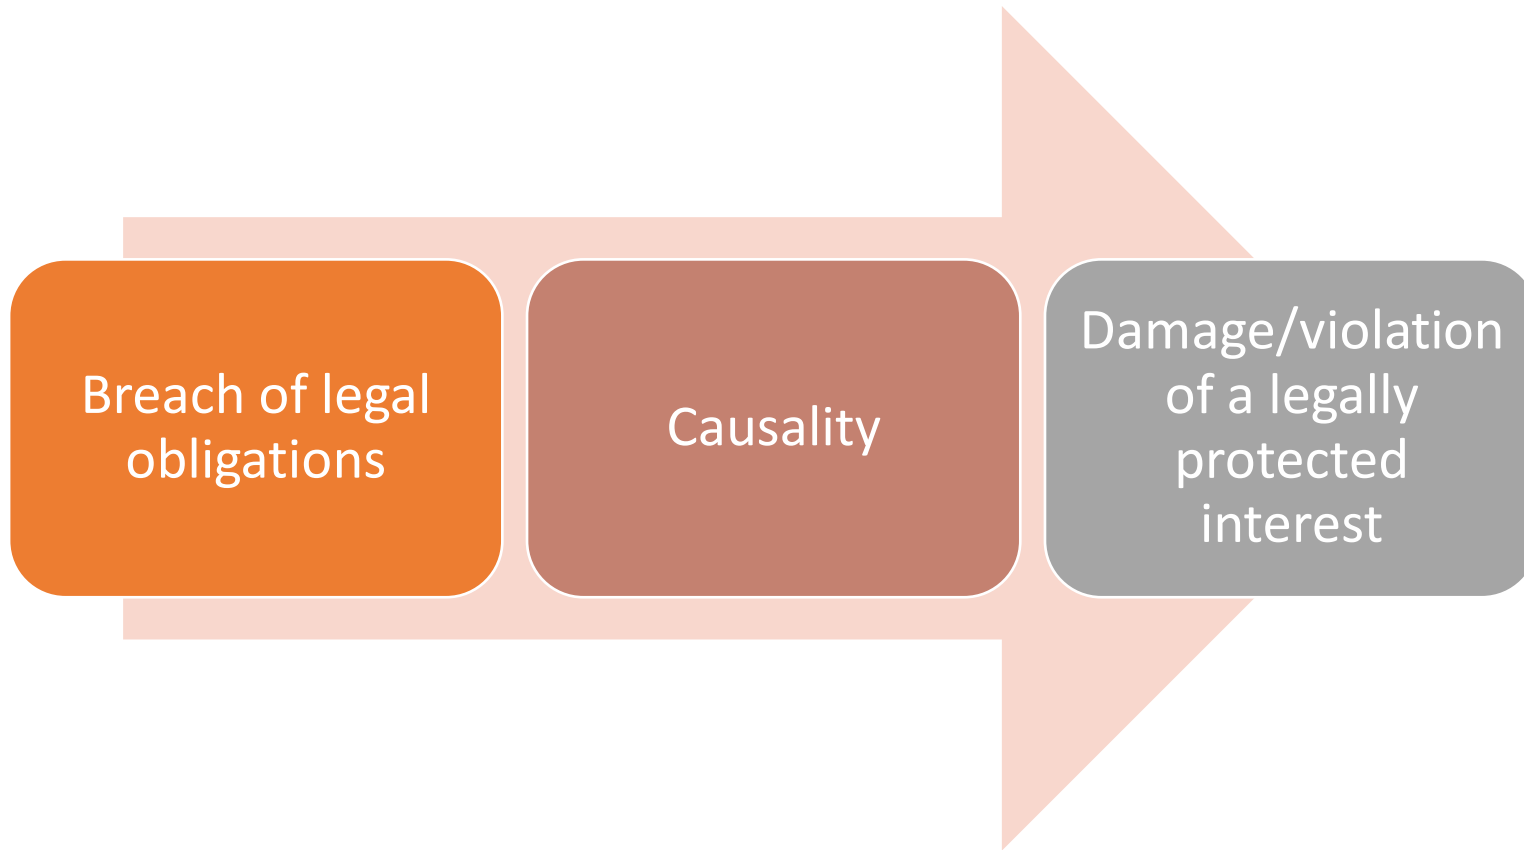 Breach of legal
obligations
Causality
Damage/violation
of a legally
protected
interest